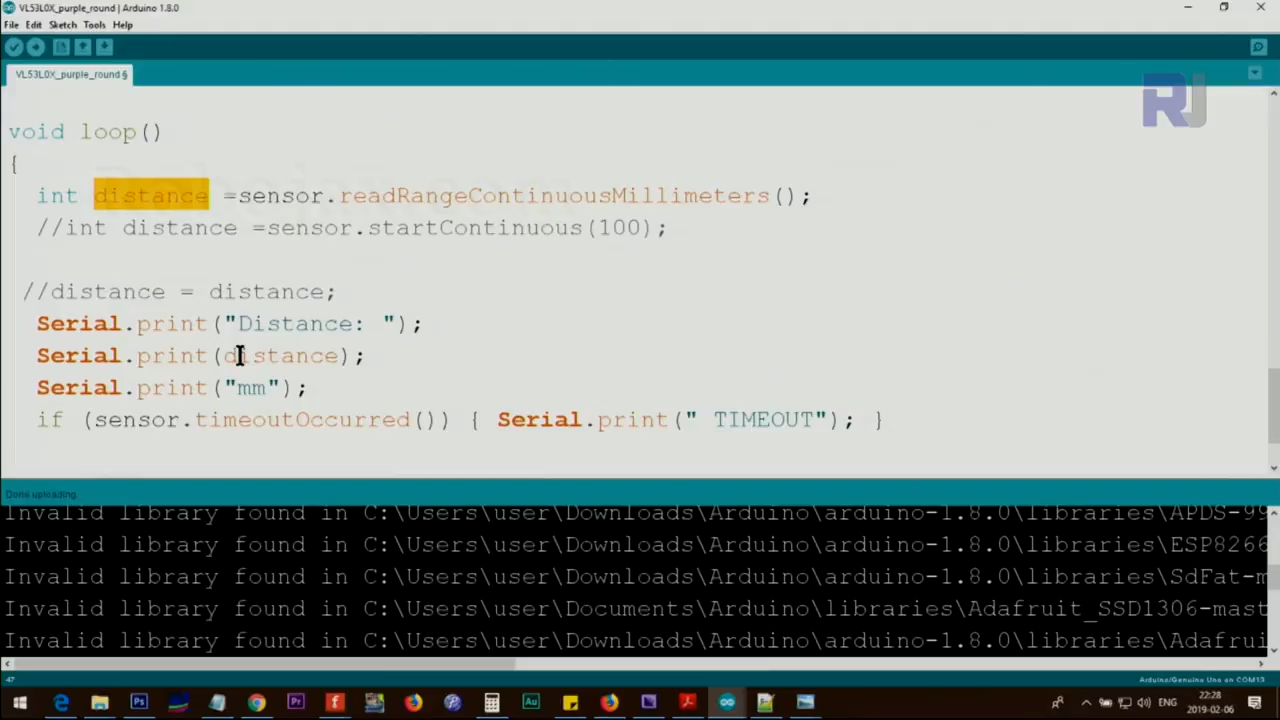 VL53L0X_purple_round | Arduino 1.8.0
File Edit Sketch Tools Help
VL53L0X_purple_round §
RJ
void loop()
{
int distance =sensor.readRangeContinuousMillimeters();
//int distance =sensor.startContinuous(100);
//distance = distance;
Serial.print("Distance: ");
Serial.print(distance);
Serial.print("mm");
if (sensor.timeoutOccurred()) { Serial.print(" TIMEOUT"); }
Done uploading.
Invalid library found in C:\Users\user\Downloads\Arduino\arduino-1.8.0\libraries\APDS-99
Invalid library found in C:\Users\user\Downloads\Arduino\arduino-1.8.0\libraries\ESP8266
Invalid library found in C:\Users\user\Downloads\Arduino\arduino-1.8.0\libraries\SdFat-m
Invalid library found in C:\Users\user\Documents\Arduino\libraries\Adafruit_SSD1306-mast
Invalid library found in C:\Users\user\Downloads\Arduino\arduino-1.8.0\libraries\Adafrui
47
Arduino/Genuino Uno on COM13
ENG
22:28
2019-02-06